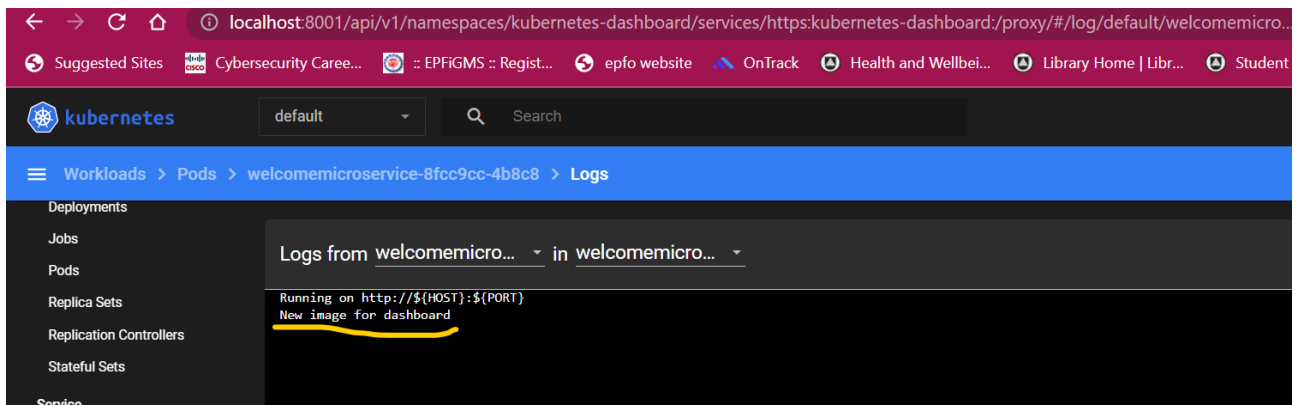 localhost:8001/api/v1/namespaces/kubernetes-dashboard/services/https:kubernetes-dashboard:/proxy/#/log/default/welcomemicro...
Suggested Sites Cybersecurity Caree... :: EPFiGMS :: Regist... epfo website OnTrack Health and Wellbei... Library Home | Libr... Student
kubernetes default Search
Workloads > Pods > welcomemicroservice-8fcc9cc-4b8c8 > Logs
Deployments
Jobs
Pods
Replica Sets
Replication Controllers
Stateful Sets
Service
Logs from welcomemicro... in welcomemicro...
Running on http://${HOST}:${PORT}
New image for dashboard